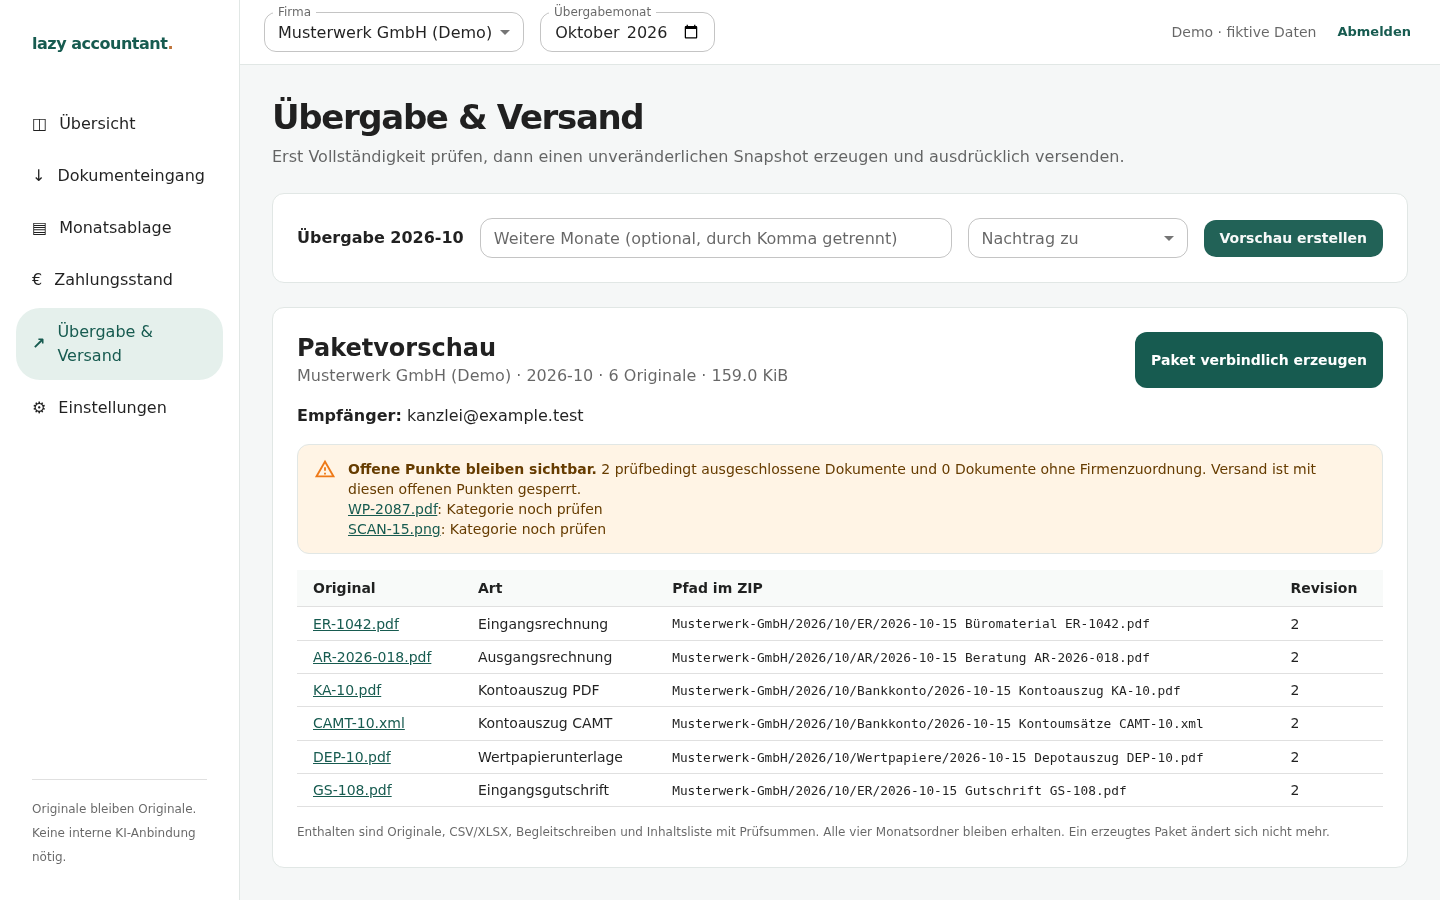 lazy accountant.
Firma
Musterwerk GmbH (Demo)
Übergabemonat
Oktober 2026
Demo · fiktive Daten
Abmelden
Übersicht
Dokumenteingang
Monatsablage
€ Zahlungsstand
Übergabe &
Versand
Einstellungen
Originale bleiben Originale.
Keine interne KI-Anbindung
nötig.
Übergabe & Versand
Erst Vollständigkeit prüfen, dann einen unveränderlichen Snapshot erzeugen und ausdrücklich versenden.
Übergabe 2026-10
Weitere Monate (optional, durch Komma getrennt)
Nachtrag zu
Vorschau erstellen
Paketvorschau
Musterwerk GmbH (Demo) · 2026-10 · 6 Originale · 159.0 KiB
Paket verbindlich erzeugen
Empfänger: kanzlei@example.test
Offene Punkte bleiben sichtbar. 2 prüfbedingt ausgeschlossene Dokumente und 0 Dokumente ohne Firmenzuordnung. Versand ist mit
diesen offenen Punkten gesperrt.
WP-2087.pdf: Kategorie noch prüfen
SCAN-15.png: Kategorie noch prüfen
Original Art Pfad im ZIP Revision
ER-1042.pdf Eingangsrechnung Musterwerk-GmbH/2026/10/ER/2026-10-15 Büromaterial ER-1042.pdf 2
AR-2026-018.pdf Ausgangsrechnung Musterwerk-GmbH/2026/10/AR/2026-10-15 Beratung AR-2026-018.pdf 2
KA-10.pdf Kontoauszug PDF Musterwerk-GmbH/2026/10/Bankkonto/2026-10-15 Kontoauszug KA-10.pdf 2
CAMT-10.xml Kontoauszug CAMT Musterwerk-GmbH/2026/10/Bankkonto/2026-10-15 Kontoumsätze CAMT-10.xml 2
DEP-10.pdf Wertpapierunterlage Musterwerk-GmbH/2026/10/Wertpapiere/2026-10-15 Depotauszug DEP-10.pdf 2
GS-108.pdf Eingangsgutschrift Musterwerk-GmbH/2026/10/ER/2026-10-15 Gutschrift GS-108.pdf 2
Enthalten sind Originale, CSV/XLSX, Begleitschreiben und Inhaltsliste mit Prüfsummen. Alle vier Monatsordner bleiben erhalten. Ein erzeugtes Paket ändert sich nicht mehr.